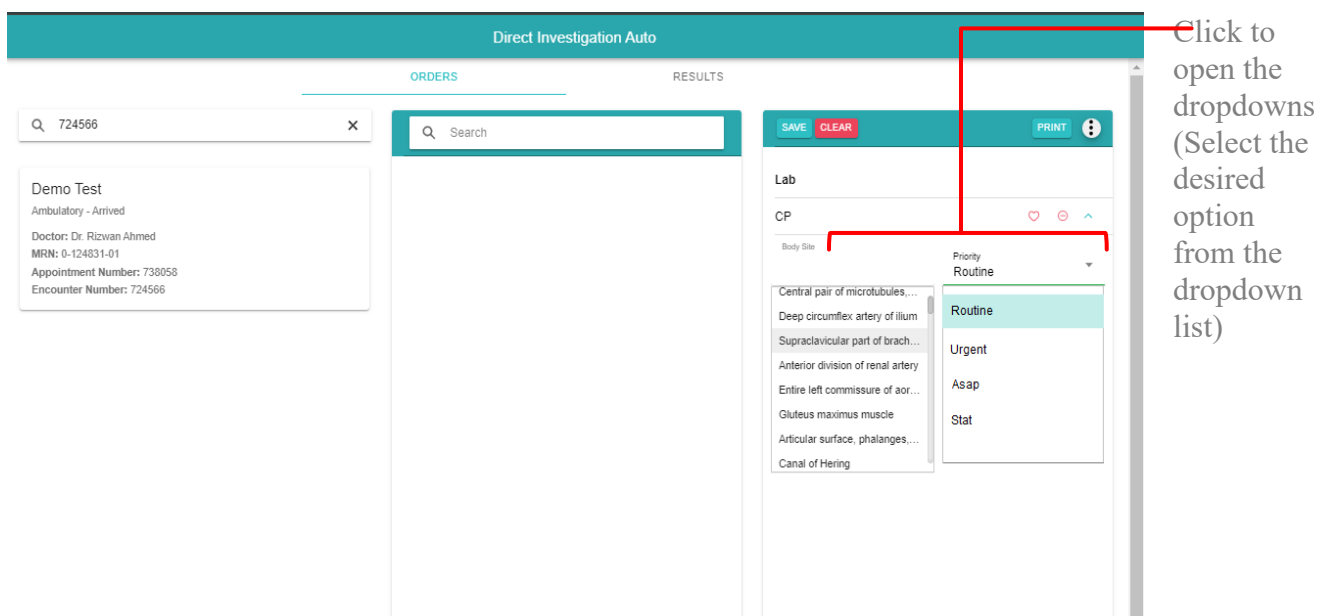 Direct Investigation Auto
ORDERS
RESULTS
724566
Demo Test
Ambulatory - Arrived
Doctor: Dr. Rizwan Ahmed
MRN: 0-124831-01
Appointment Number: 738058
Encounter Number: 724566
Search
SAVE
CLEAR
PRINT
Lab
CP
Body Site
Priority
Routine
Central pair of microtubules,...
Deep circumflex artery of ilium
Supraclavicular part of brach...
Anterior division of renal artery
Entire left commissure of aor...
Gluteus maximus muscle
Articular surface, phalanges,...
Canal of Hering
Routine
Urgent
Asap
Stat
Click to
open the
dropdowns
(Select the
desired
option
from the
dropdown
list)